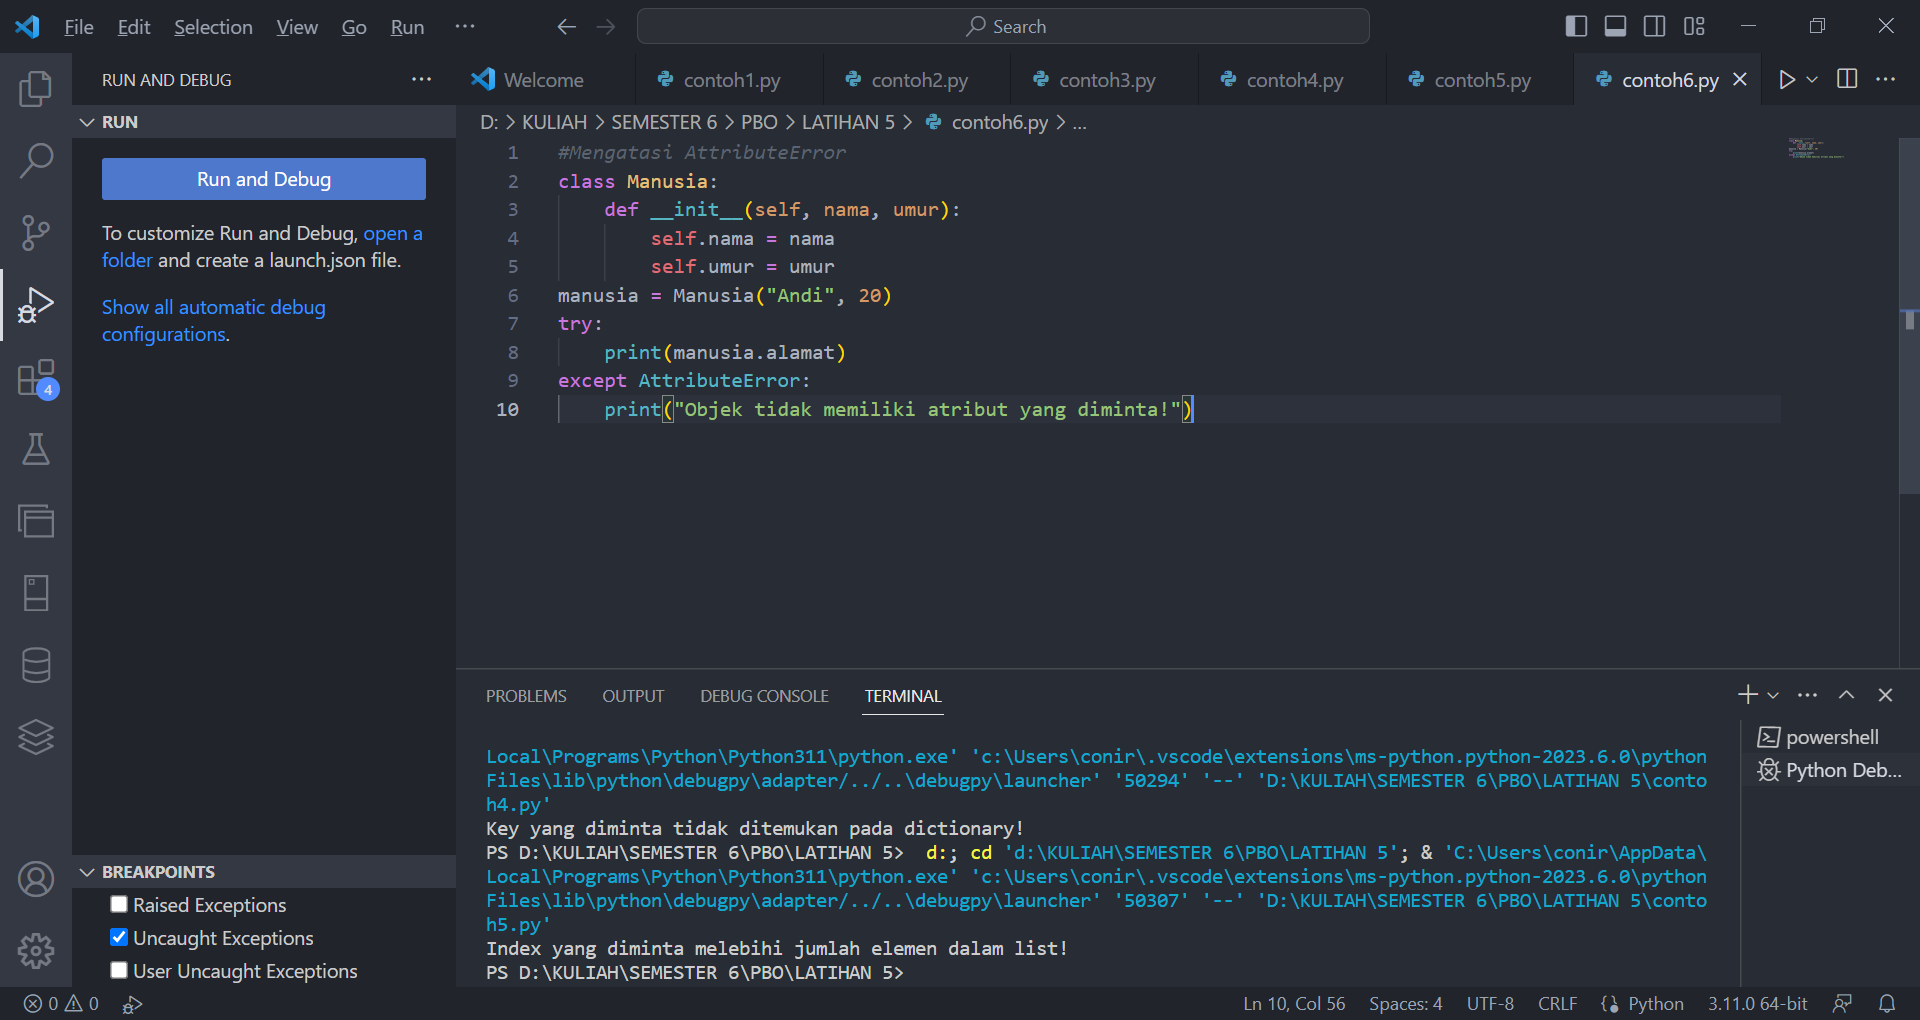 File Edit Selection View Go Run ··· Search
RUN AND DEBUG ··· Welcome contoh1.py contoh2.py contoh3.py contoh4.py contoh5.py contoh6.py
RUN
Run and Debug
To customize Run and Debug, open a
folder and create a launch.json file.
Show all automatic debug
configurations.
4
BREAKPOINTS
Raised Exceptions
Uncaught Exceptions
User Uncaught Exceptions
D: > KULIAH > SEMESTER 6 > PBO > LATIHAN 5 > contoh6.py > ...
1 #Mengatasi AttributeError
2 class Manusia:
3     def __init__(self, nama, umur):
4         self.nama = nama
5         self.umur = umur
6 manusia = Manusia("Andi", 20)
7 try:
8     print(manusia.alamat)
9 except AttributeError:
10     print("Objek tidak memiliki atribut yang diminta!")
PROBLEMS OUTPUT DEBUG CONSOLE TERMINAL
Local\Programs\Python\Python311\python.exe' 'c:\Users\conir\.vscode\extensions\ms-python.python-2023.6.0\python
Files\lib\python\debugpy\adapter/../..\debugpy\launcher' '50294' '--' 'D:\KULIAH\SEMESTER 6\PBO\LATIHAN 5\conto
h4.py'
Key yang diminta tidak ditemukan pada dictionary!
PS D:\KULIAH\SEMESTER 6\PBO\LATIHAN 5>  d:; cd 'd:\KULIAH\SEMESTER 6\PBO\LATIHAN 5'; & 'C:\Users\conir\AppData\
Local\Programs\Python\Python311\python.exe' 'c:\Users\conir\.vscode\extensions\ms-python.python-2023.6.0\python
Files\lib\python\debugpy\adapter/../..\debugpy\launcher' '50307' '--' 'D:\KULIAH\SEMESTER 6\PBO\LATIHAN 5\conto
h5.py'
Index yang diminta melebihi jumlah elemen dalam list!
PS D:\KULIAH\SEMESTER 6\PBO\LATIHAN 5>
powershell
Python Deb...
0 0 Ln 10, Col 56 Spaces: 4 UTF-8 CRLF Python 3.11.0 64-bit